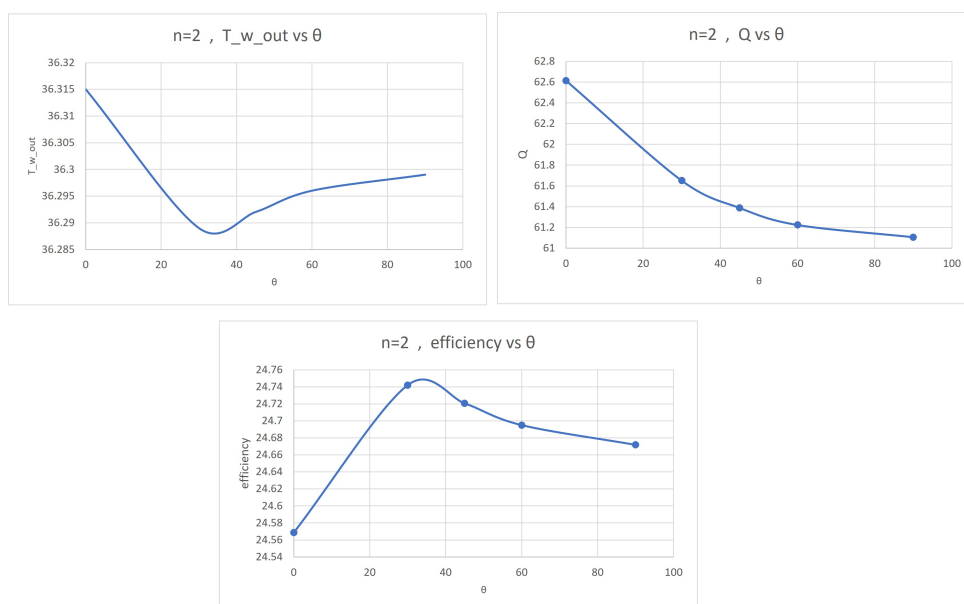 n=2 , T_w_out vs θ
36.32
36.315
36.31
36.305
36.3
36.295
36.29
36.285
T_w_out
0 20 40 60 80 100
θ
n=2 , Q vs θ
62.8
62.6
62.4
62.2
62
61.8
61.6
61.4
61.2
61
Q
0 20 40 60 80 100
θ
n=2 , efficiency vs θ
24.76
24.74
24.72
24.7
24.68
24.66
24.64
24.62
24.6
24.58
24.56
24.54
efficiency
0 20 40 60 80 100
θ